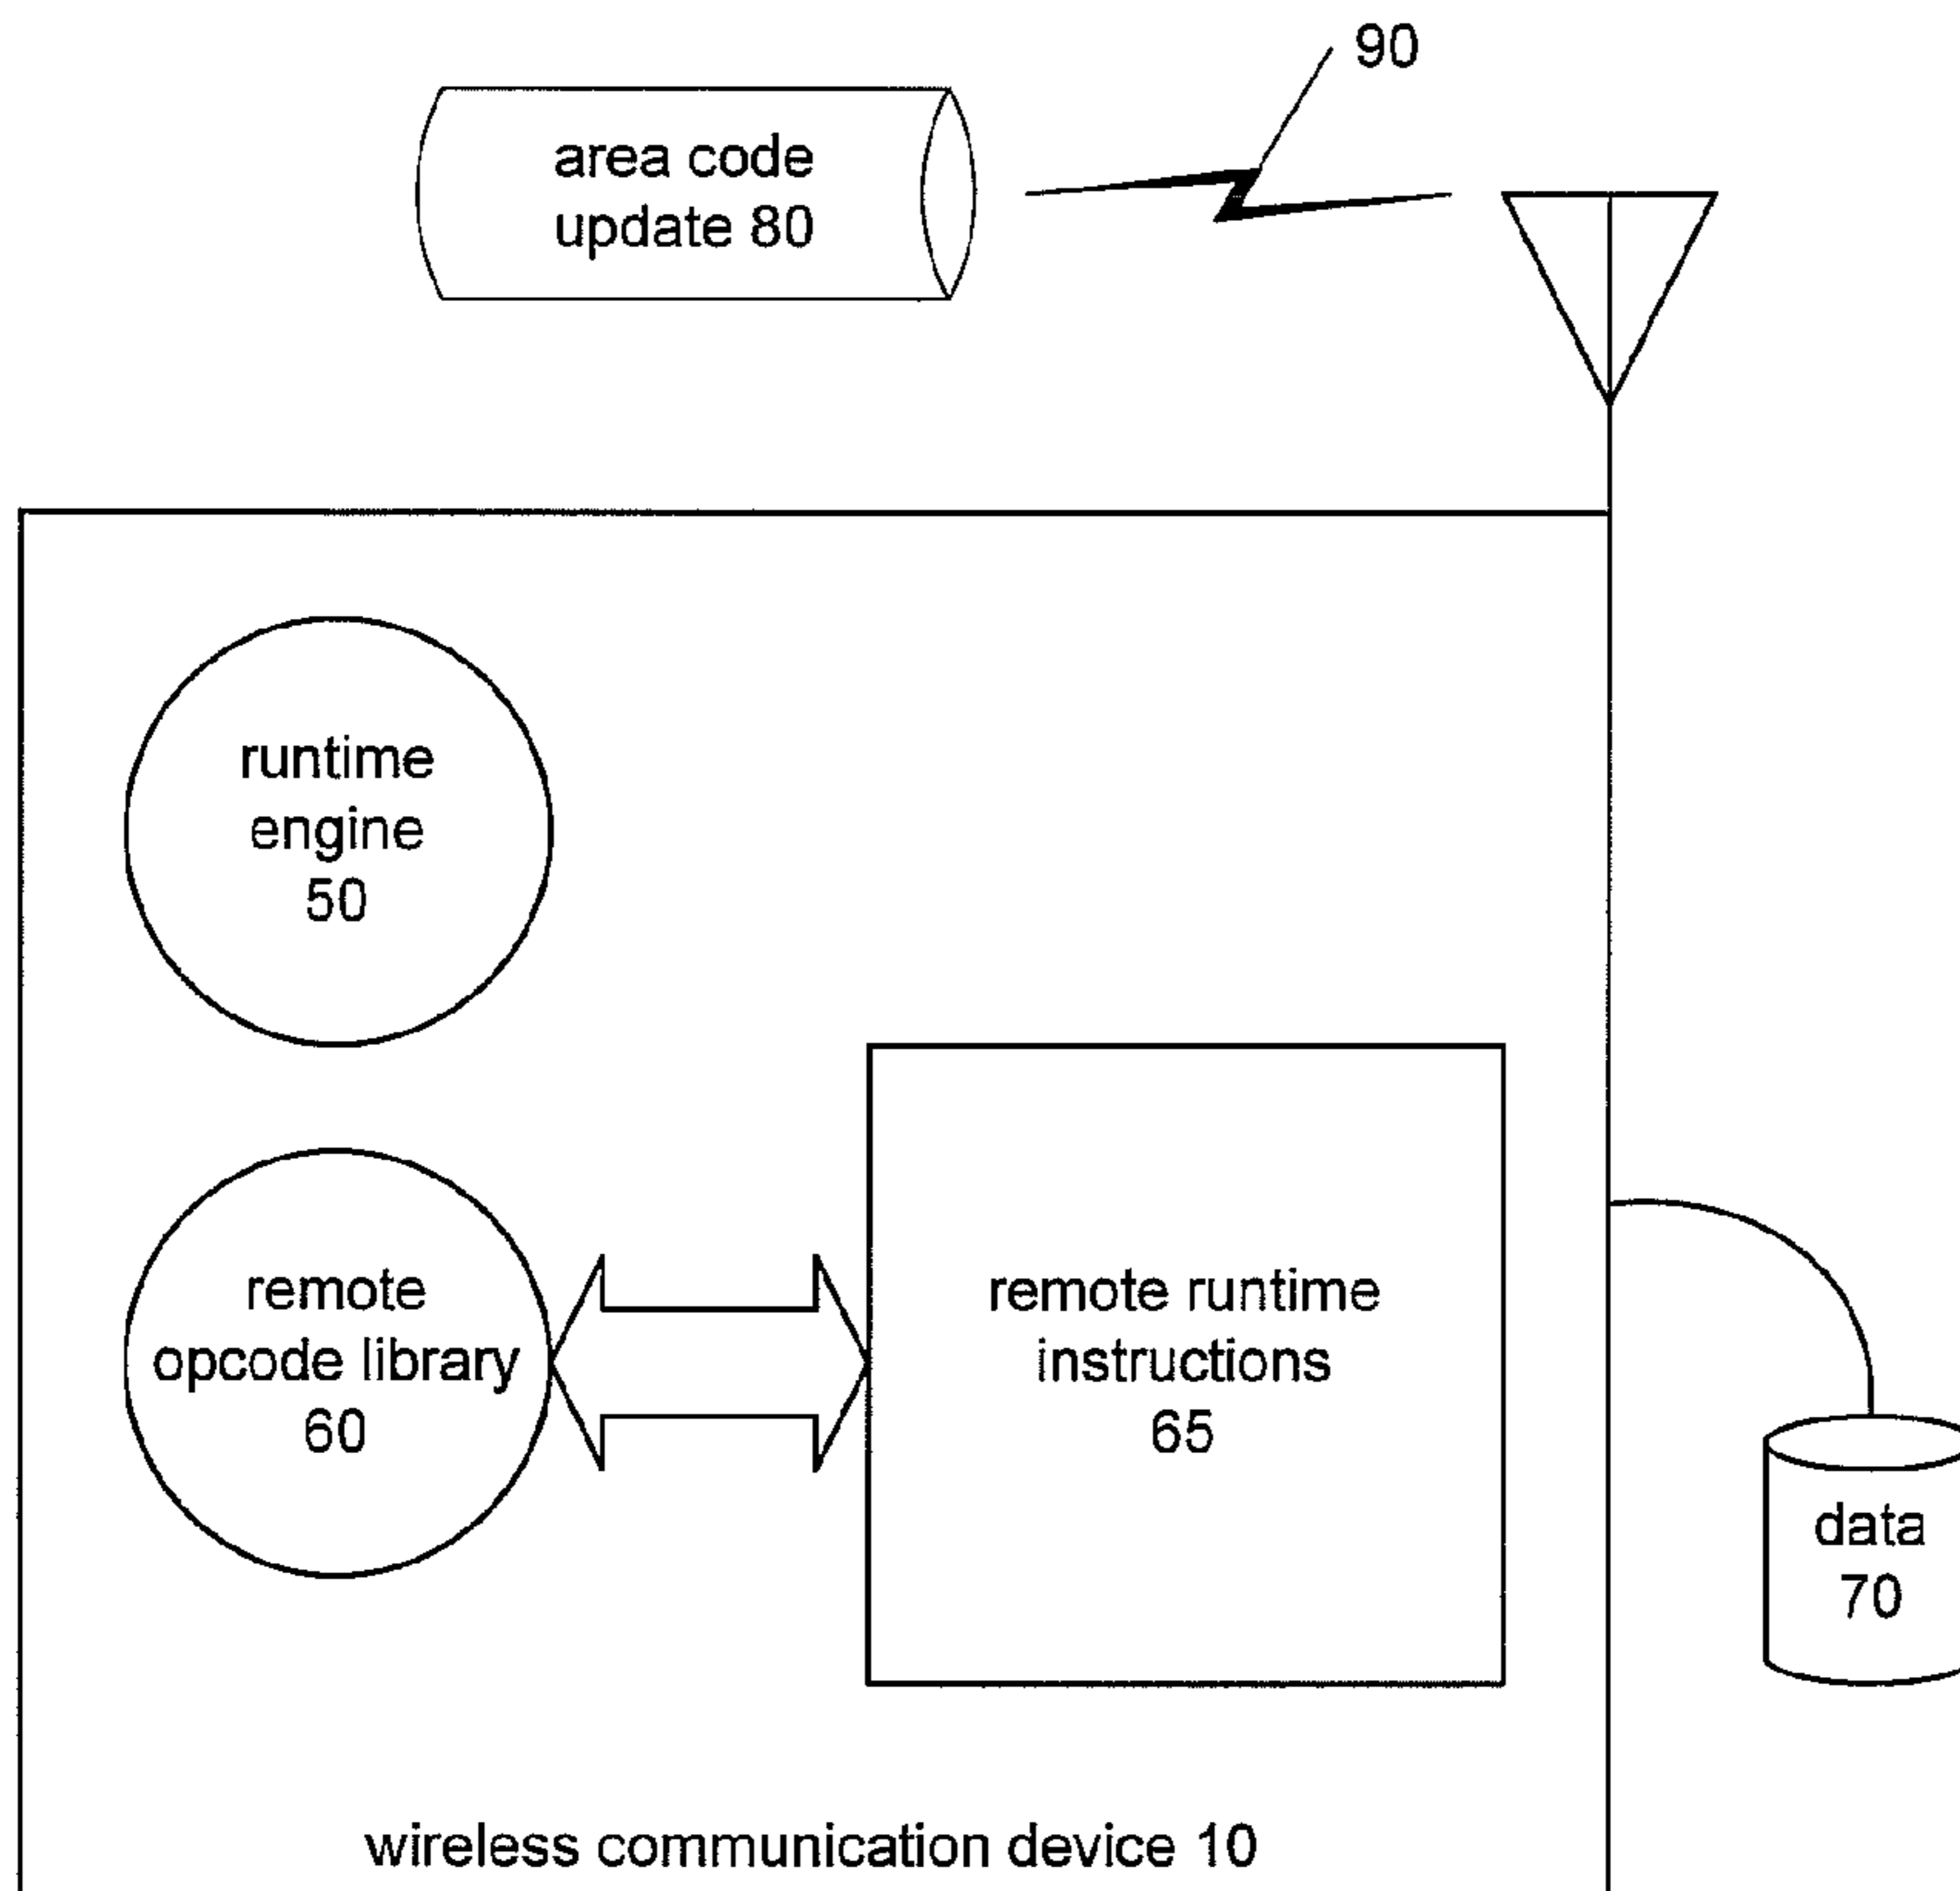 90
area code
update 80
runtime
engine
50
remote
opcode library
60
remote runtime
instructions
65
data
70
wireless communication device 10